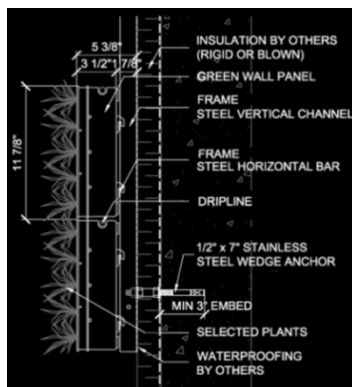 5 3/8"
3 1/2"
1 7/8"
11 7/8"
INSULATION BY OTHERS
(RIGID OR BLOWN)
GREEN WALL PANEL
FRAME
STEEL VERTICAL CHANNEL
FRAME
STEEL HORIZONTAL BAR
DRIPLINE
1/2" x 7" STAINLESS
STEEL WEDGE ANCHOR
MIN 3" EMBED
SELECTED PLANTS
WATERPROOFING
BY OTHERS